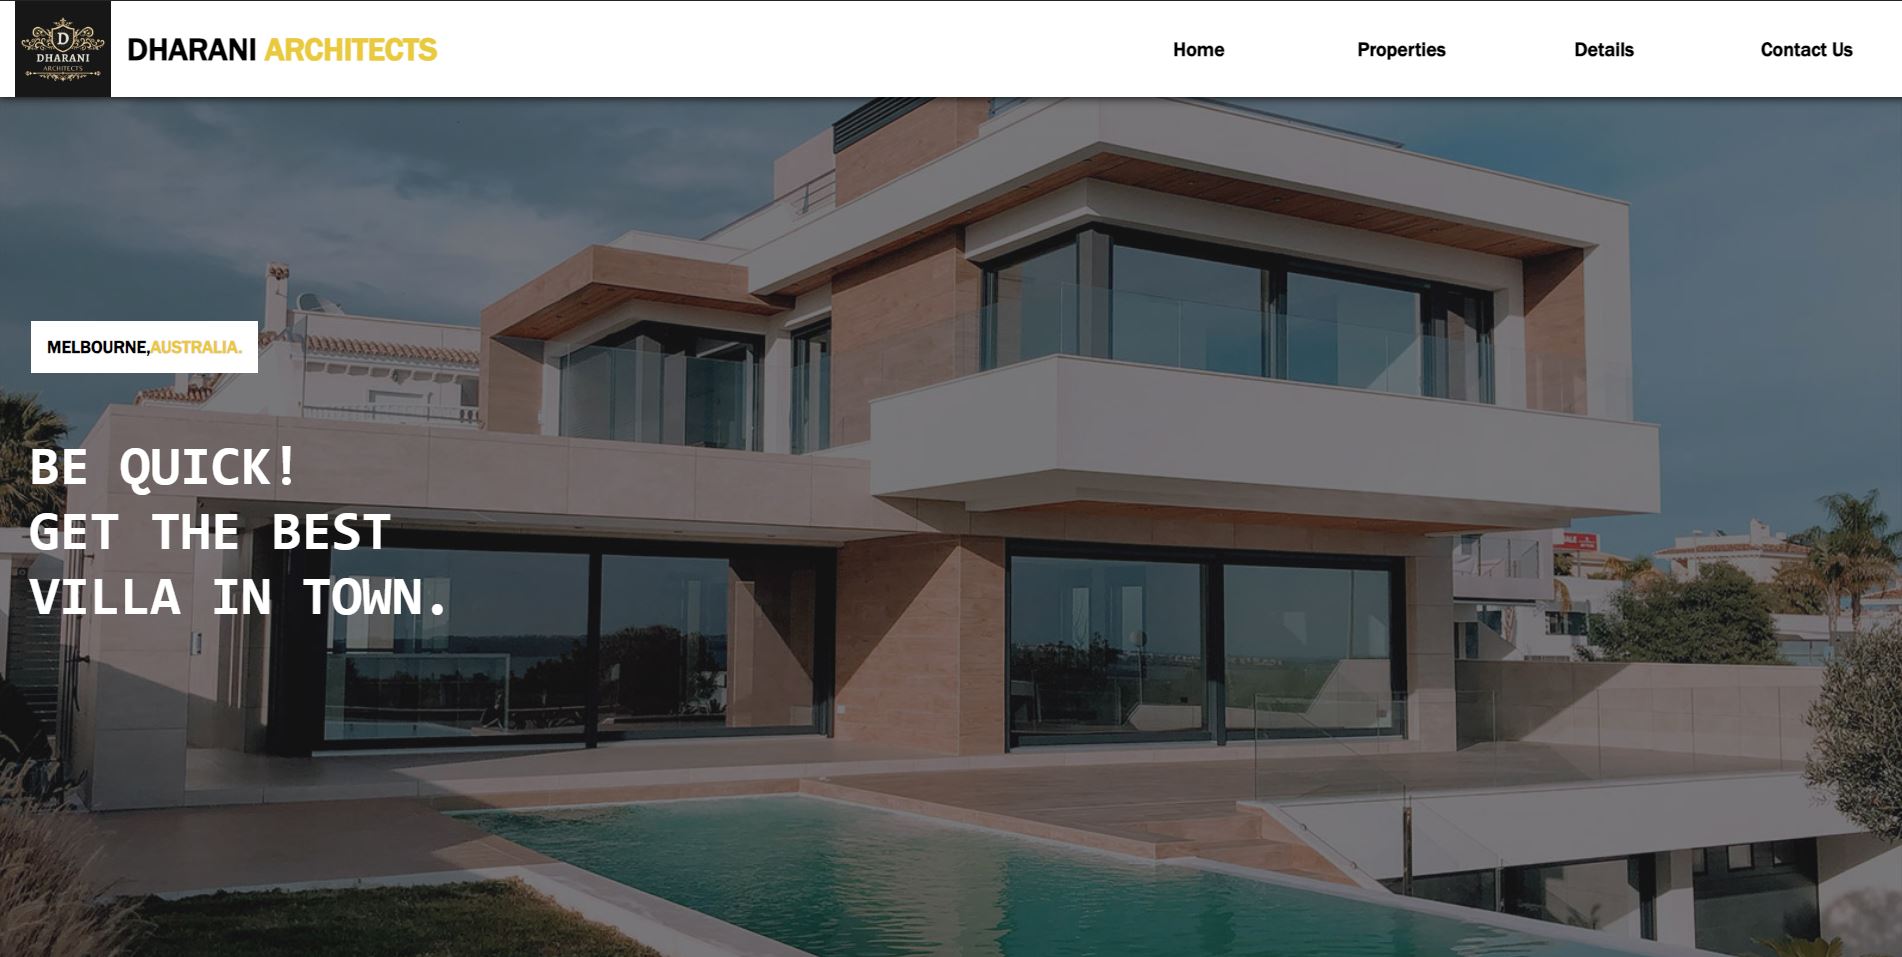 D
DHARANI
ARCHITECTS
DHARANI ARCHITECTS
Home
Properties
Details
Contact Us
MELBOURNE,AUSTRALIA.
BE QUICK!
GET THE BEST
VILLA IN TOWN.